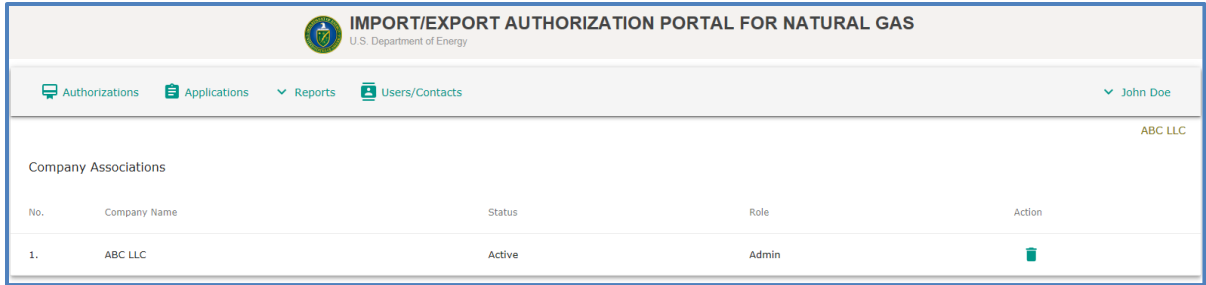 IMPORT/EXPORT AUTHORIZATION PORTAL FOR NATURAL GAS
U.S. Department of Energy
Authorizations Applications Reports Users/Contacts John Doe
ABC LLC
Company Associations
No. Company Name Status Role Action
1. ABC LLC Active Admin